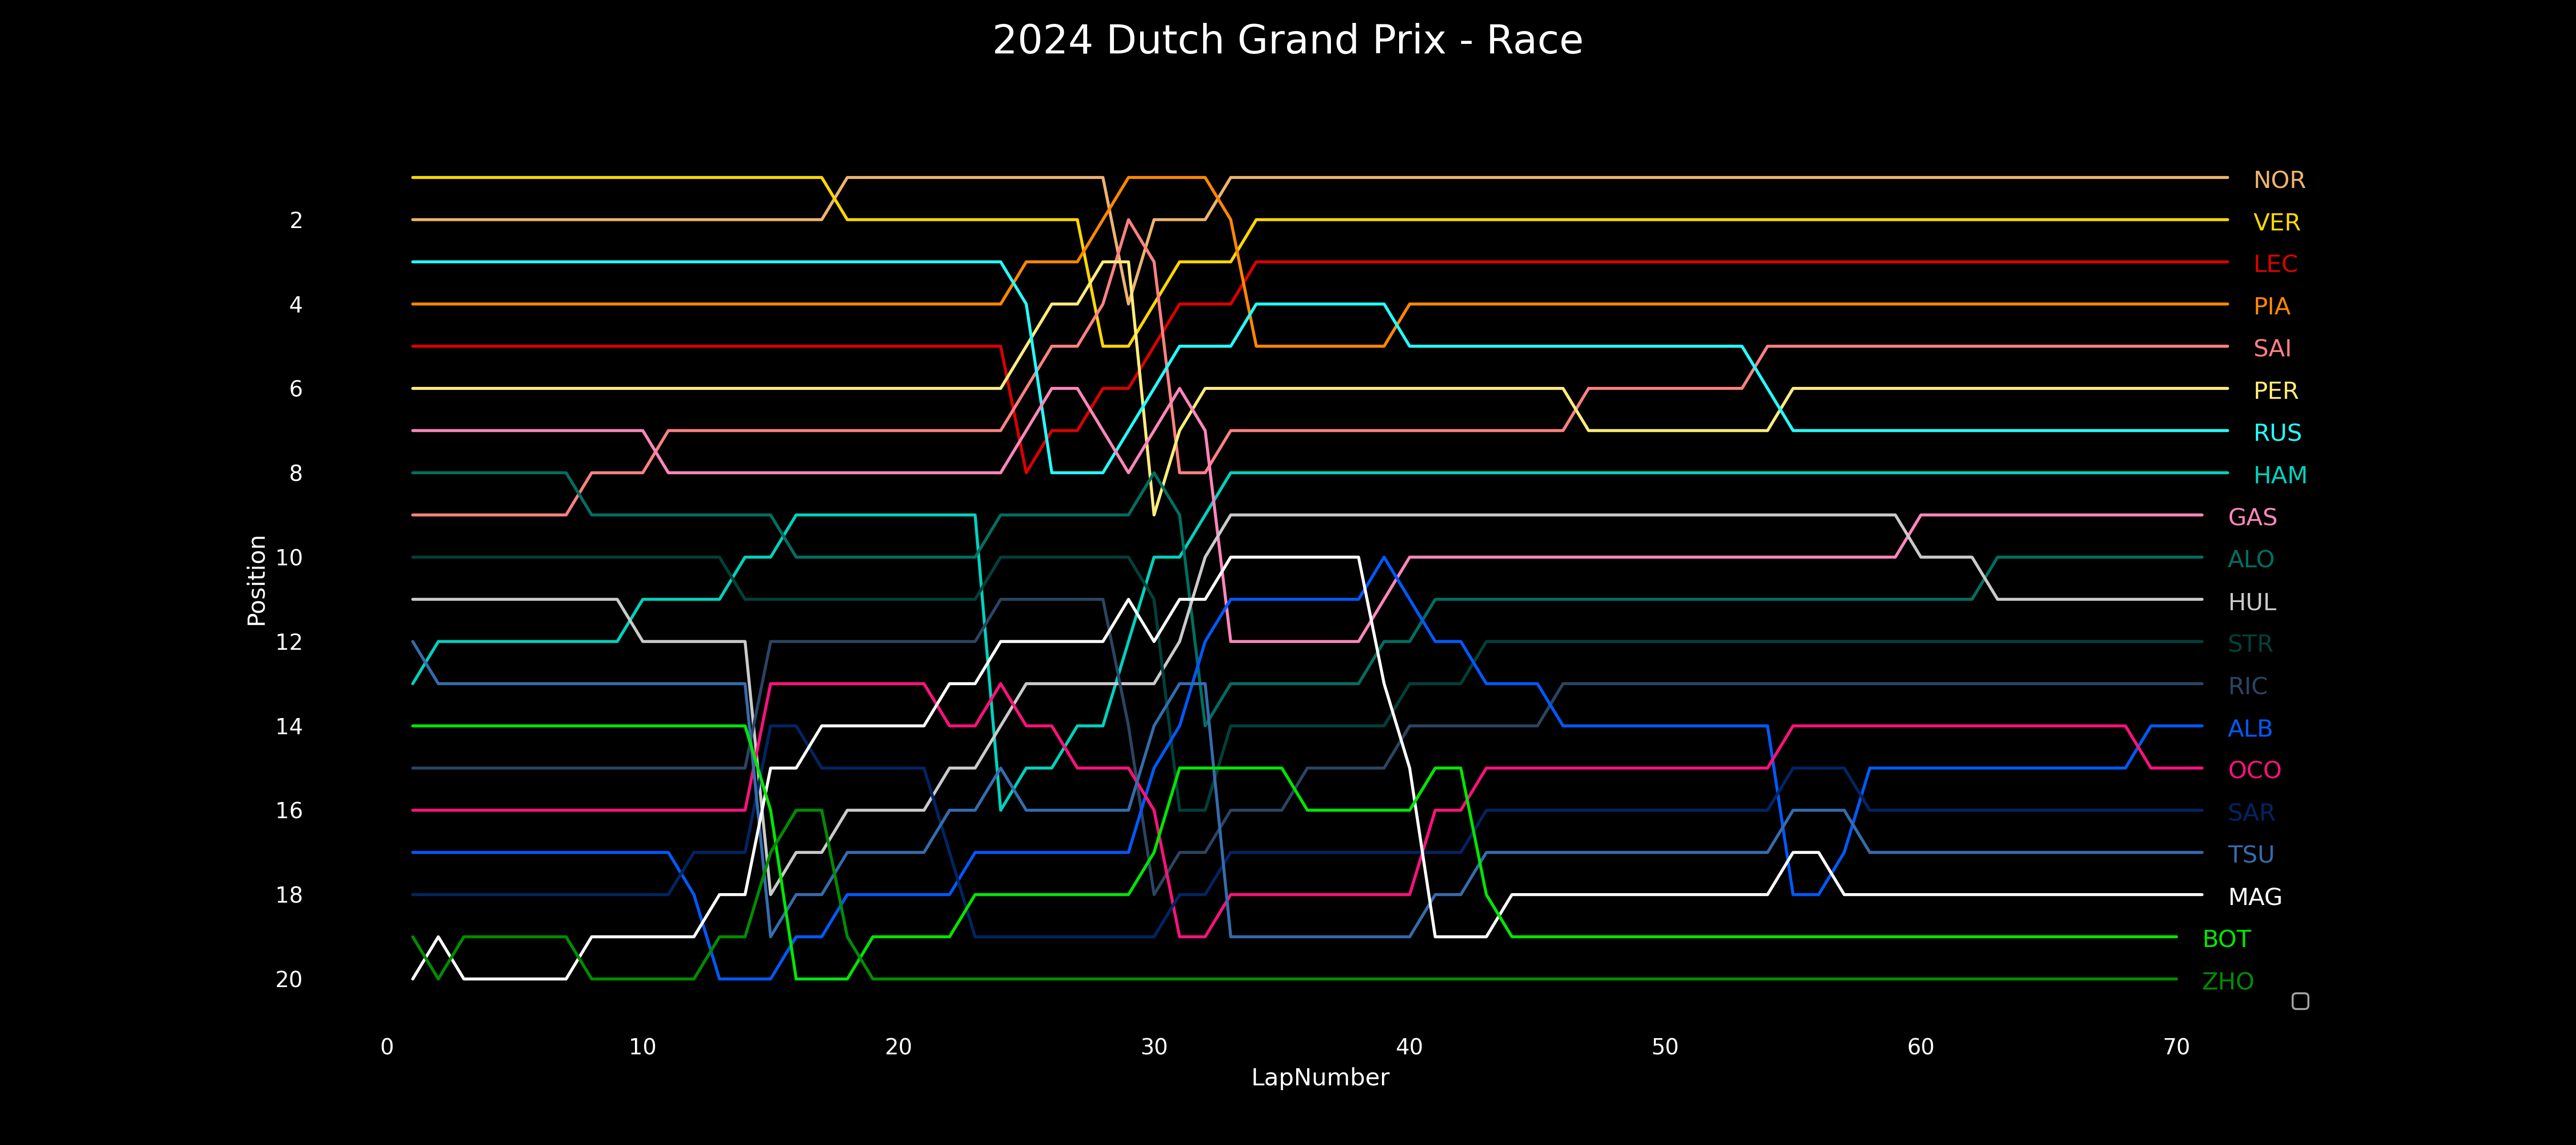 2024 Dutch Grand Prix - Race
NOR
2 VER
LEC
4 PIA
SAI
6 PER
RUS
8 HAM
GAS
Position
10 ALO
HUL
12 STR
RIC
14 ALB
OCO
16 SAR
TSU
18 MAG
BOT
20 ZHO
0 10 20 30 40 50 60 70
LapNumber